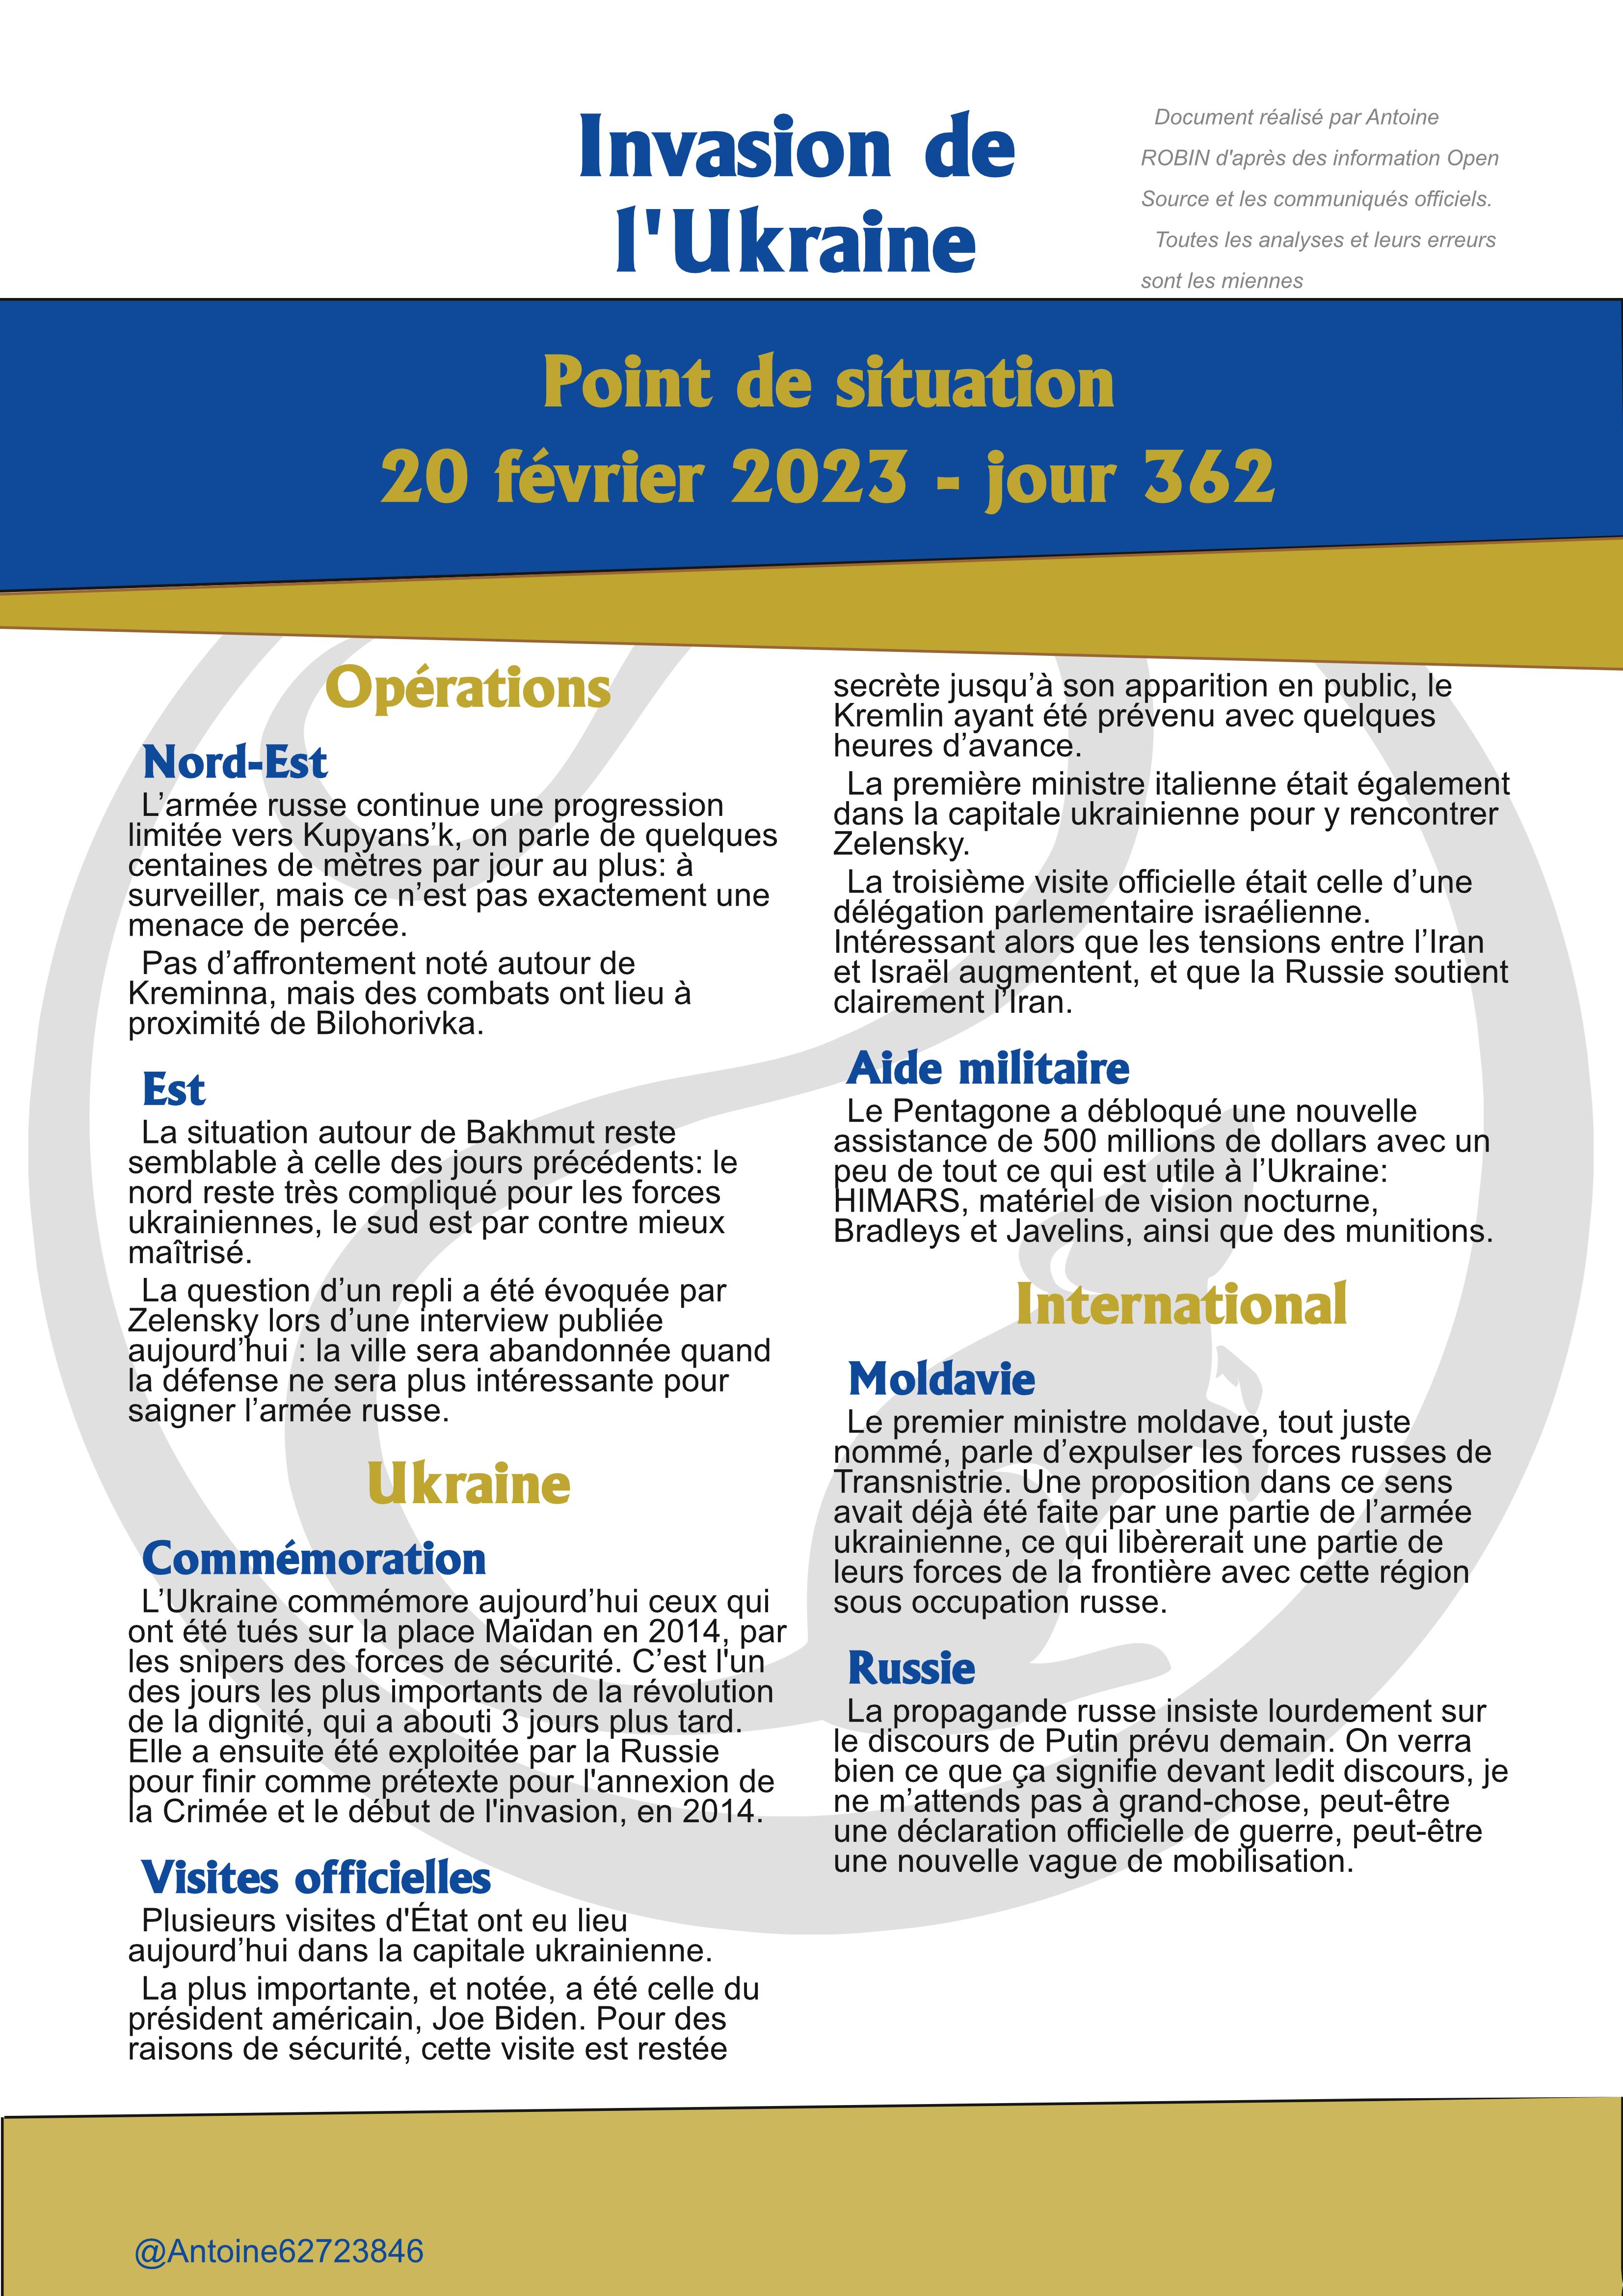 Invasion de
l'Ukraine
Document réalisé par Antoine
ROBIN d'après des information Open
Source et les communiqués officiels.
Toutes les analyses et leurs erreurs
sont les miennes
Point de situation
20 février 2023 - jour 362
Opérations
Nord-Est
L’armée russe continue une progression
limitée vers Kupyans’k, on parle de quelques
centaines de mètres par jour au plus: à
surveiller, mais ce n’est pas exactement une
menace de percée.
Pas d’affrontement noté autour de
Kreminna, mais des combats ont lieu à
proximité de Bilohorivka.
Est
La situation autour de Bakhmut reste
semblable à celle des jours précédents: le
nord reste très compliqué pour les forces
ukrainiennes, le sud est par contre mieux
maîtrisé.
La question d’un repli a été évoquée par
Zelensky lors d’une interview publiée
aujourd’hui : la ville sera abandonnée quand
la défense ne sera plus intéressante pour
saigner l’armée russe.
Ukraine
Commémoration
L’Ukraine commémore aujourd’hui ceux qui
ont été tués sur la place Maïdan en 2014, par
les snipers des forces de sécurité. C’est l'un
des jours les plus importants de la révolution
de la dignité, qui a abouti 3 jours plus tard.
Elle a ensuite été exploitée par la Russie
pour finir comme prétexte pour l'annexion de
la Crimée et le début de l'invasion, en 2014.
Visites officielles
Plusieurs visites d'État ont eu lieu
aujourd’hui dans la capitale ukrainienne.
La plus importante, et notée, a été celle du
président américain, Joe Biden. Pour des
raisons de sécurité, cette visite est restée
secrète jusqu’à son apparition en public, le
Kremlin ayant été prévenu avec quelques
heures d’avance.
La première ministre italienne était également
dans la capitale ukrainienne pour y rencontrer
Zelensky.
La troisième visite officielle était celle d’une
délégation parlementaire israélienne.
Intéressant alors que les tensions entre l’Iran
et Israël augmentent, et que la Russie soutient
clairement l’Iran.
Aide militaire
Le Pentagone a débloqué une nouvelle
assistance de 500 millions de dollars avec un
peu de tout ce qui est utile à l’Ukraine:
HIMARS, matériel de vision nocturne,
Bradleys et Javelins, ainsi que des munitions.
International
Moldavie
Le premier ministre moldave, tout juste
nommé, parle d’expulser les forces russes de
Transnistrie. Une proposition dans ce sens
avait déjà été faite par une partie de l’armée
ukrainienne, ce qui libèrerait une partie de
leurs forces de la frontière avec cette région
sous occupation russe.
Russie
La propagande russe insiste lourdement sur
le discours de Putin prévu demain. On verra
bien ce que ça signifie devant ledit discours, je
ne m’attends pas à grand-chose, peut-être
une déclaration officielle de guerre, peut-être
une nouvelle vague de mobilisation.
@Antoine62723846